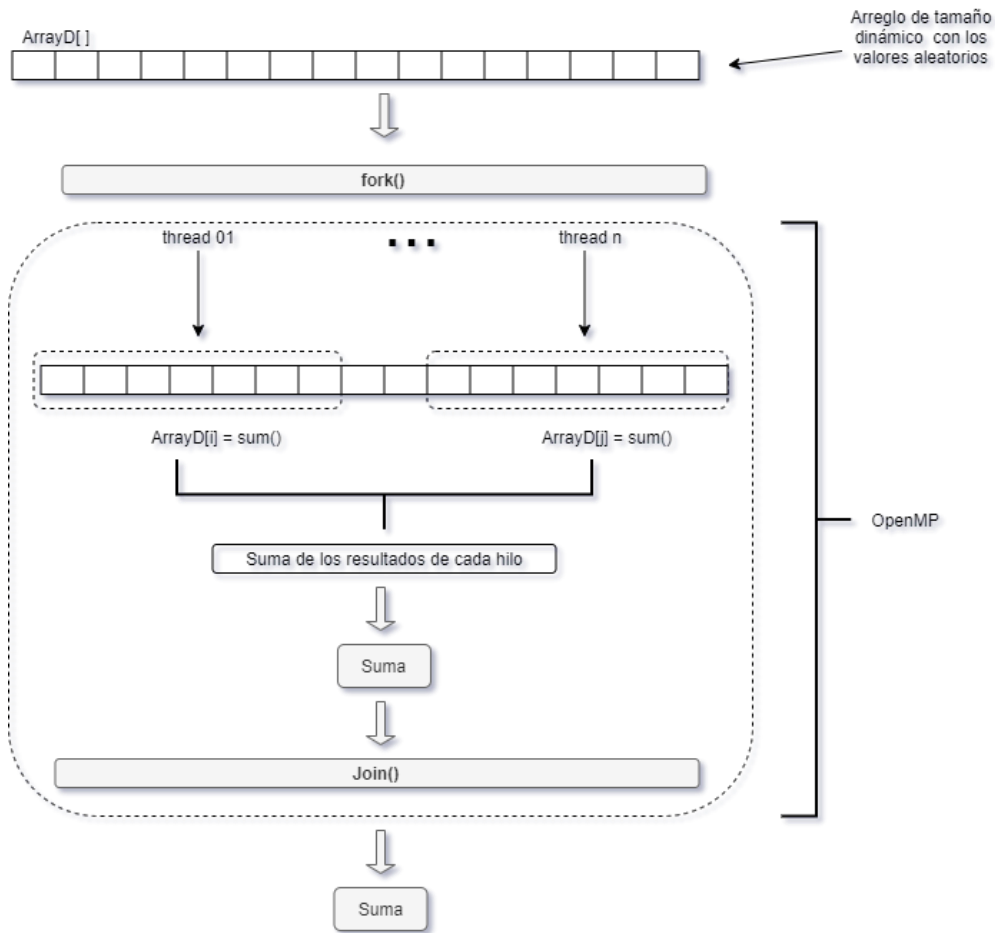 ArrayD[ ]
Arreglo de tamaño
dinámico con los
valores aleatorios
fork()
thread 01
...
thread n
ArrayD[i] = sum()
ArrayD[j] = sum()
OpenMP
Suma de los resultados de cada hilo
Suma
Join()
Suma